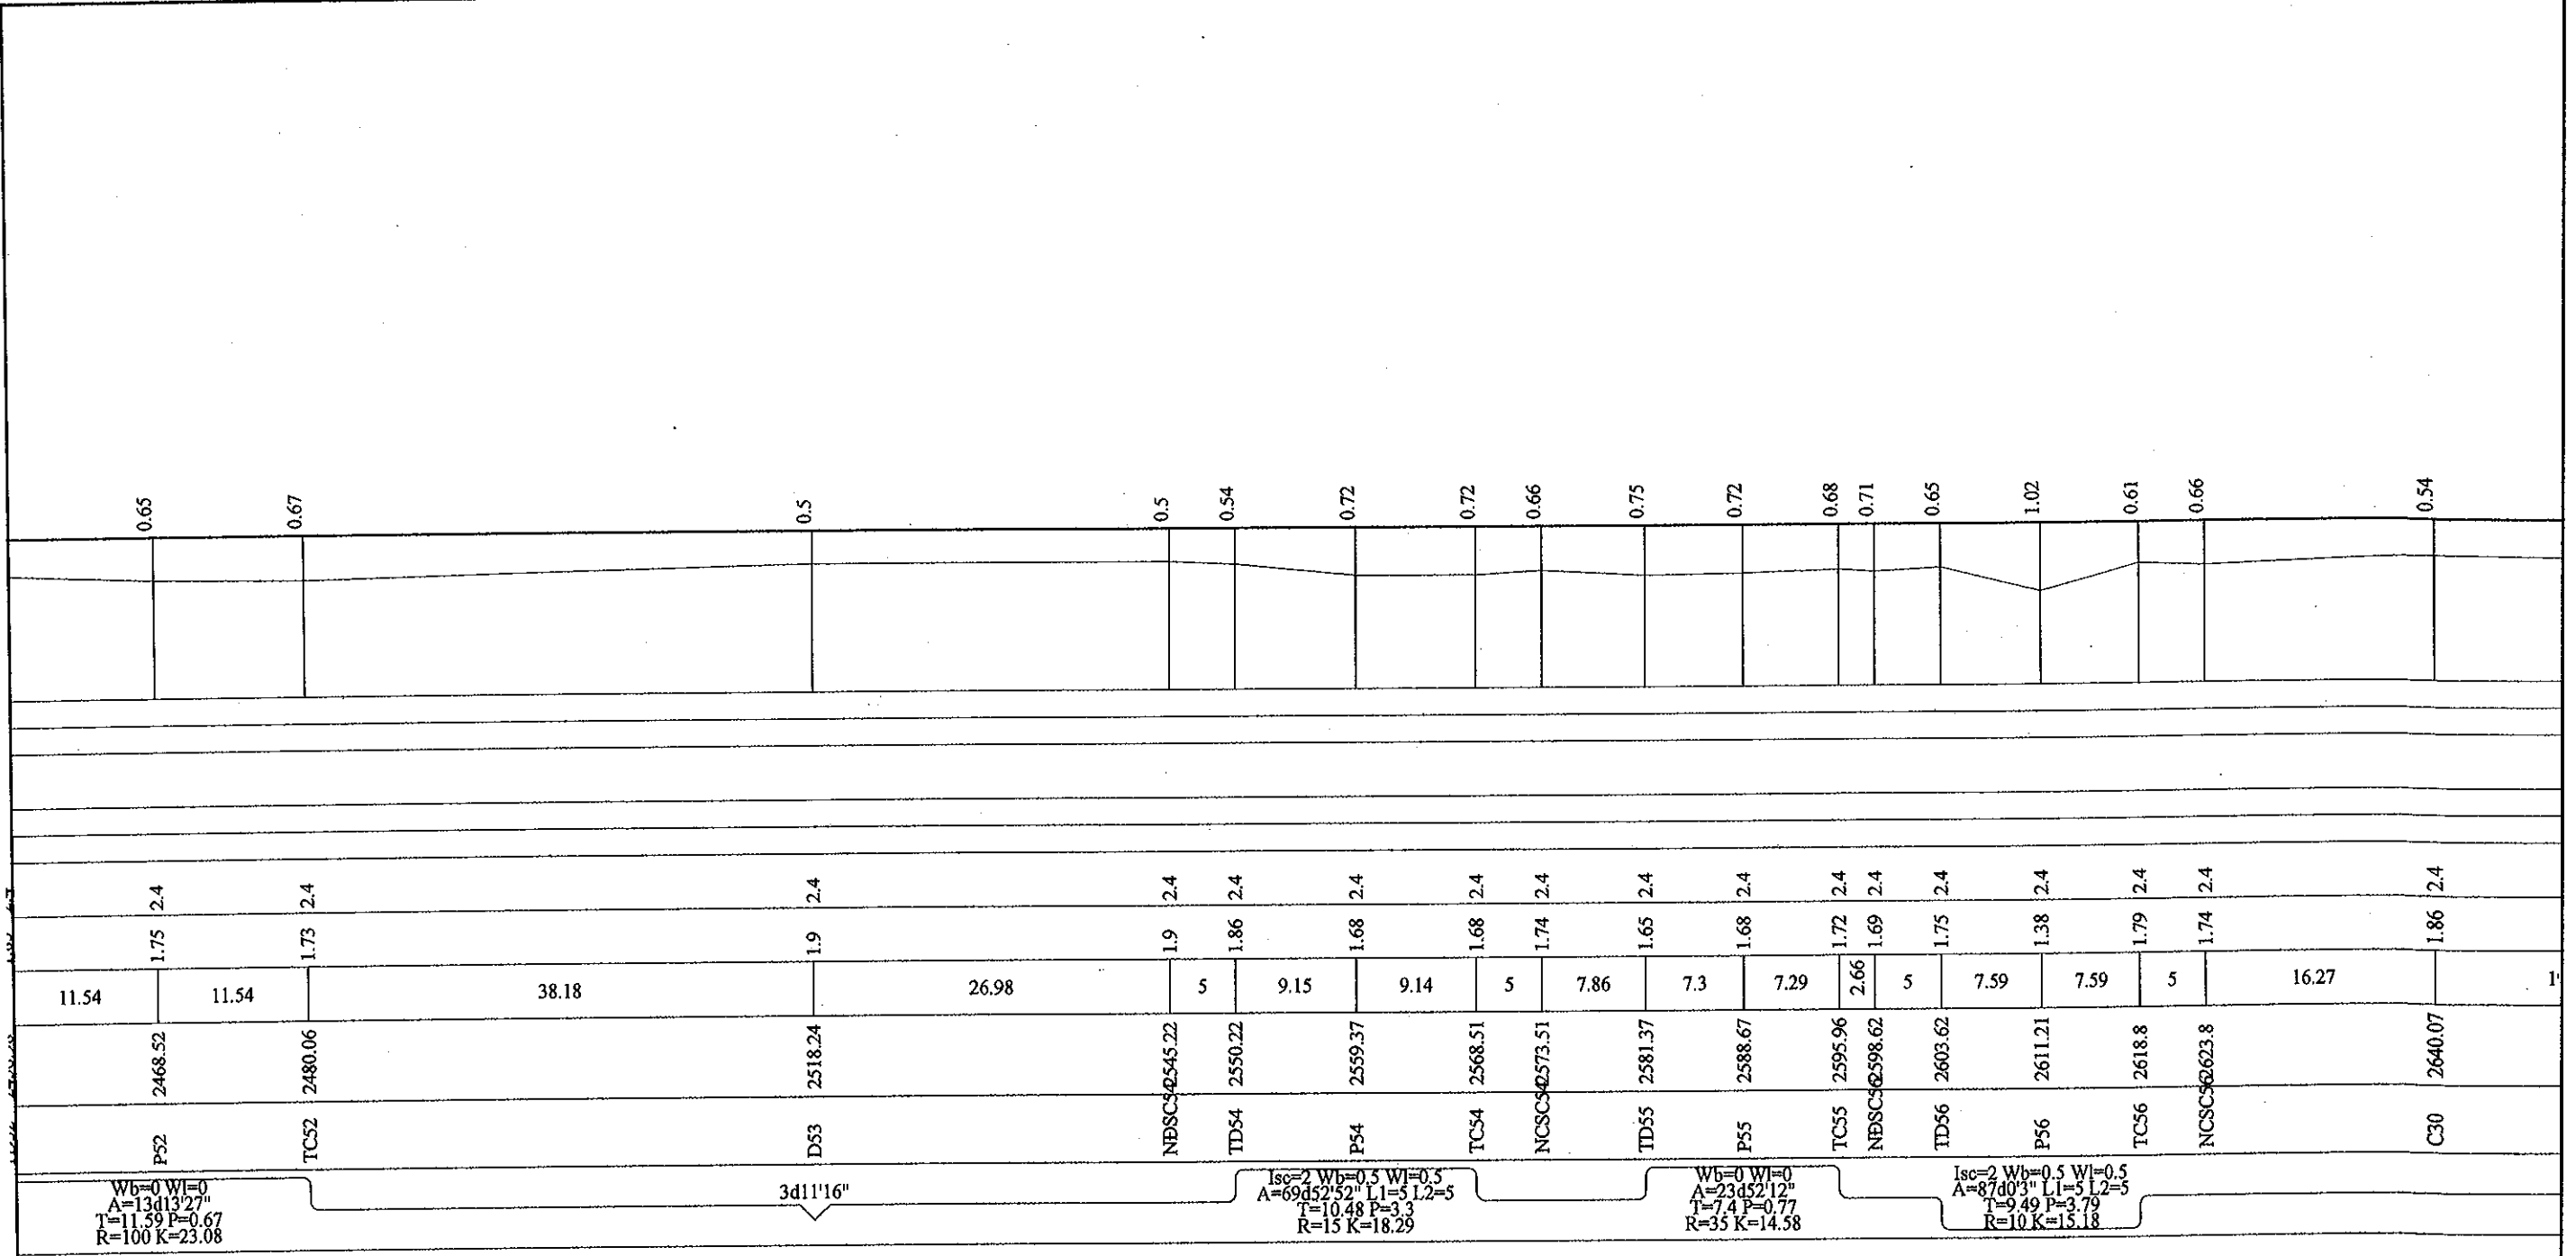 0.65 0.67 0.5 0.5 0.54 0.72 0.72 0.66 0.75 0.72 0.68 0.71 0.65 1.02 0.61 0.66 0.54
2.4 2.4 2.4 2.4 2.4 2.4 2.4 2.4 2.4 2.4 2.4 2.4 2.4 2.4 2.4 2.4 2.4
1.75 1.73 1.9 1.9 1.86 1.68 1.68 1.74 1.65 1.68 1.72 1.69 1.75 1.38 1.79 1.74 1.86
11.54 11.54 38.18 26.98 5 9.15 9.14 5 7.86 7.3 7.29 2.66 5 7.59 7.59 5 16.27
2468.52 2480.06 2518.24 2545.22 2550.22 2559.37 2568.51 2573.51 2581.37 2588.67 2595.96 2598.62 2603.62 2611.21 2618.8 2623.8 2640.07
P52 TC52 D53 NĐSC54 TD54 P54 TC54 NCSC54 TD55 P55 TC55 NĐSC56 TD56 P56 TC56 NCSC56 C30
Wb=0 Wl=0
A=13d13'27"
T=11.59 P=0.67
R=100 K=23.08
3d11'16"
Isc=2 Wb=0.5 Wl=0.5
A=69d52'52" L1=5 L2=5
T=10.48 P=3.3
R=15 K=18.29
Wb=0 Wl=0
A=23d52'12"
T=7.4 P=0.77
R=35 K=14.58
Isc=2 Wb=0.5 Wl=0.5
A=87d0'3" L1=5 L2=5
T=9.49 P=3.79
R=10 K=15.18